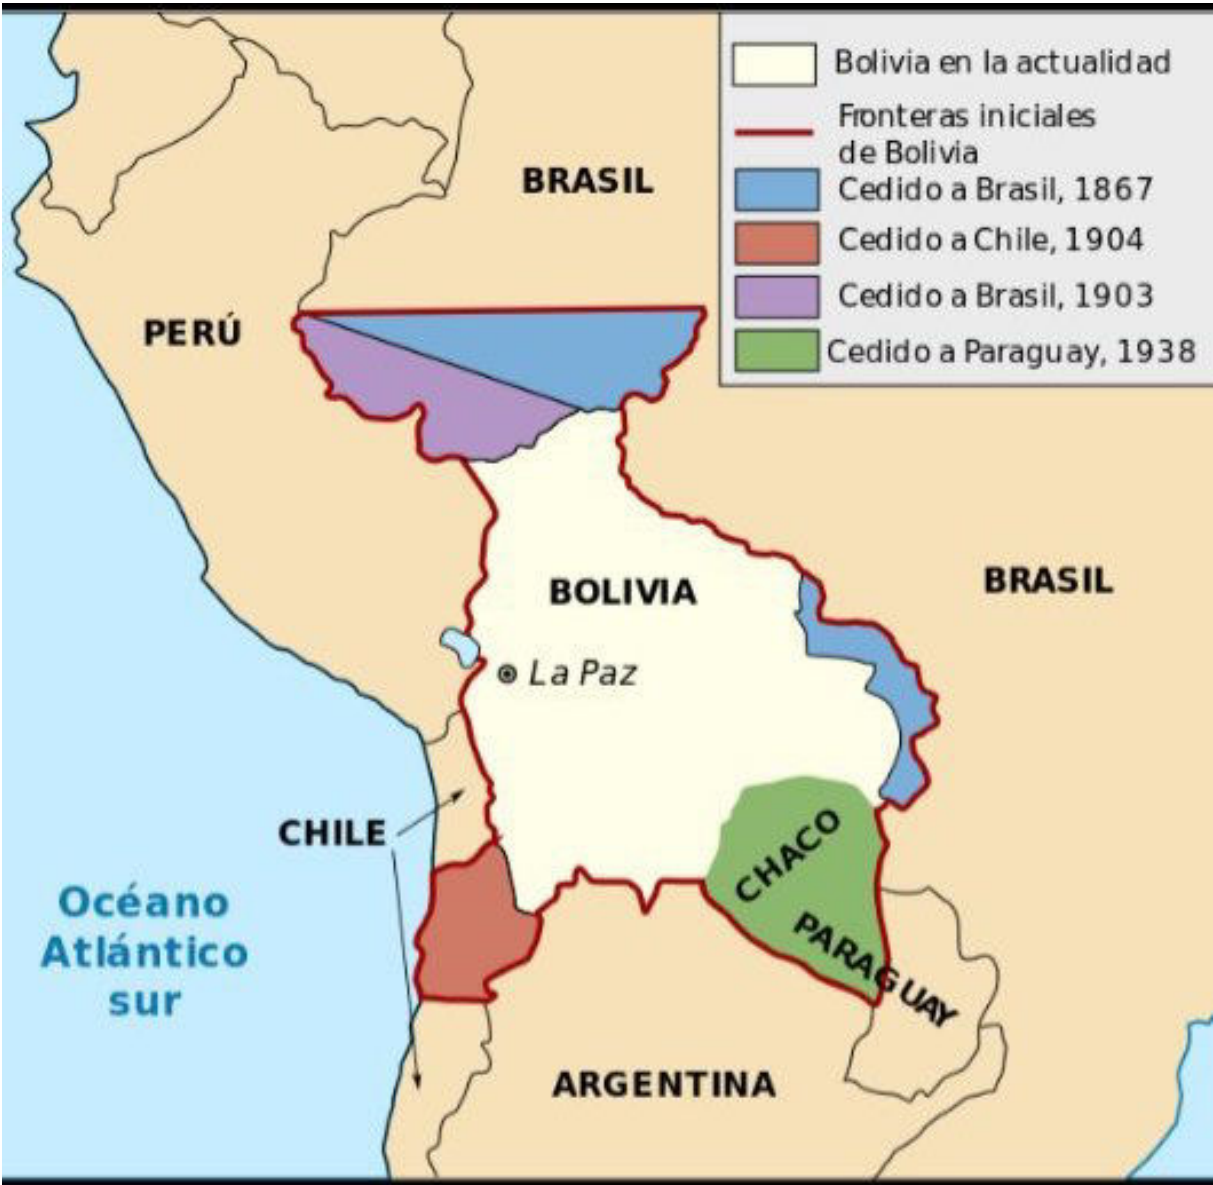 Bolivia en la actualidad
Fronteras iniciales
de Bolivia
Cedido a Brasil, 1867
Cedido a Chile, 1904
Cedido a Brasil, 1903
Cedido a Paraguay, 1938
BRASIL
PERÚ
BOLIVIA
BRASIL
La Paz
CHILE
CHACO
PARAGUAY
Océano
Atlántico
sur
ARGENTINA